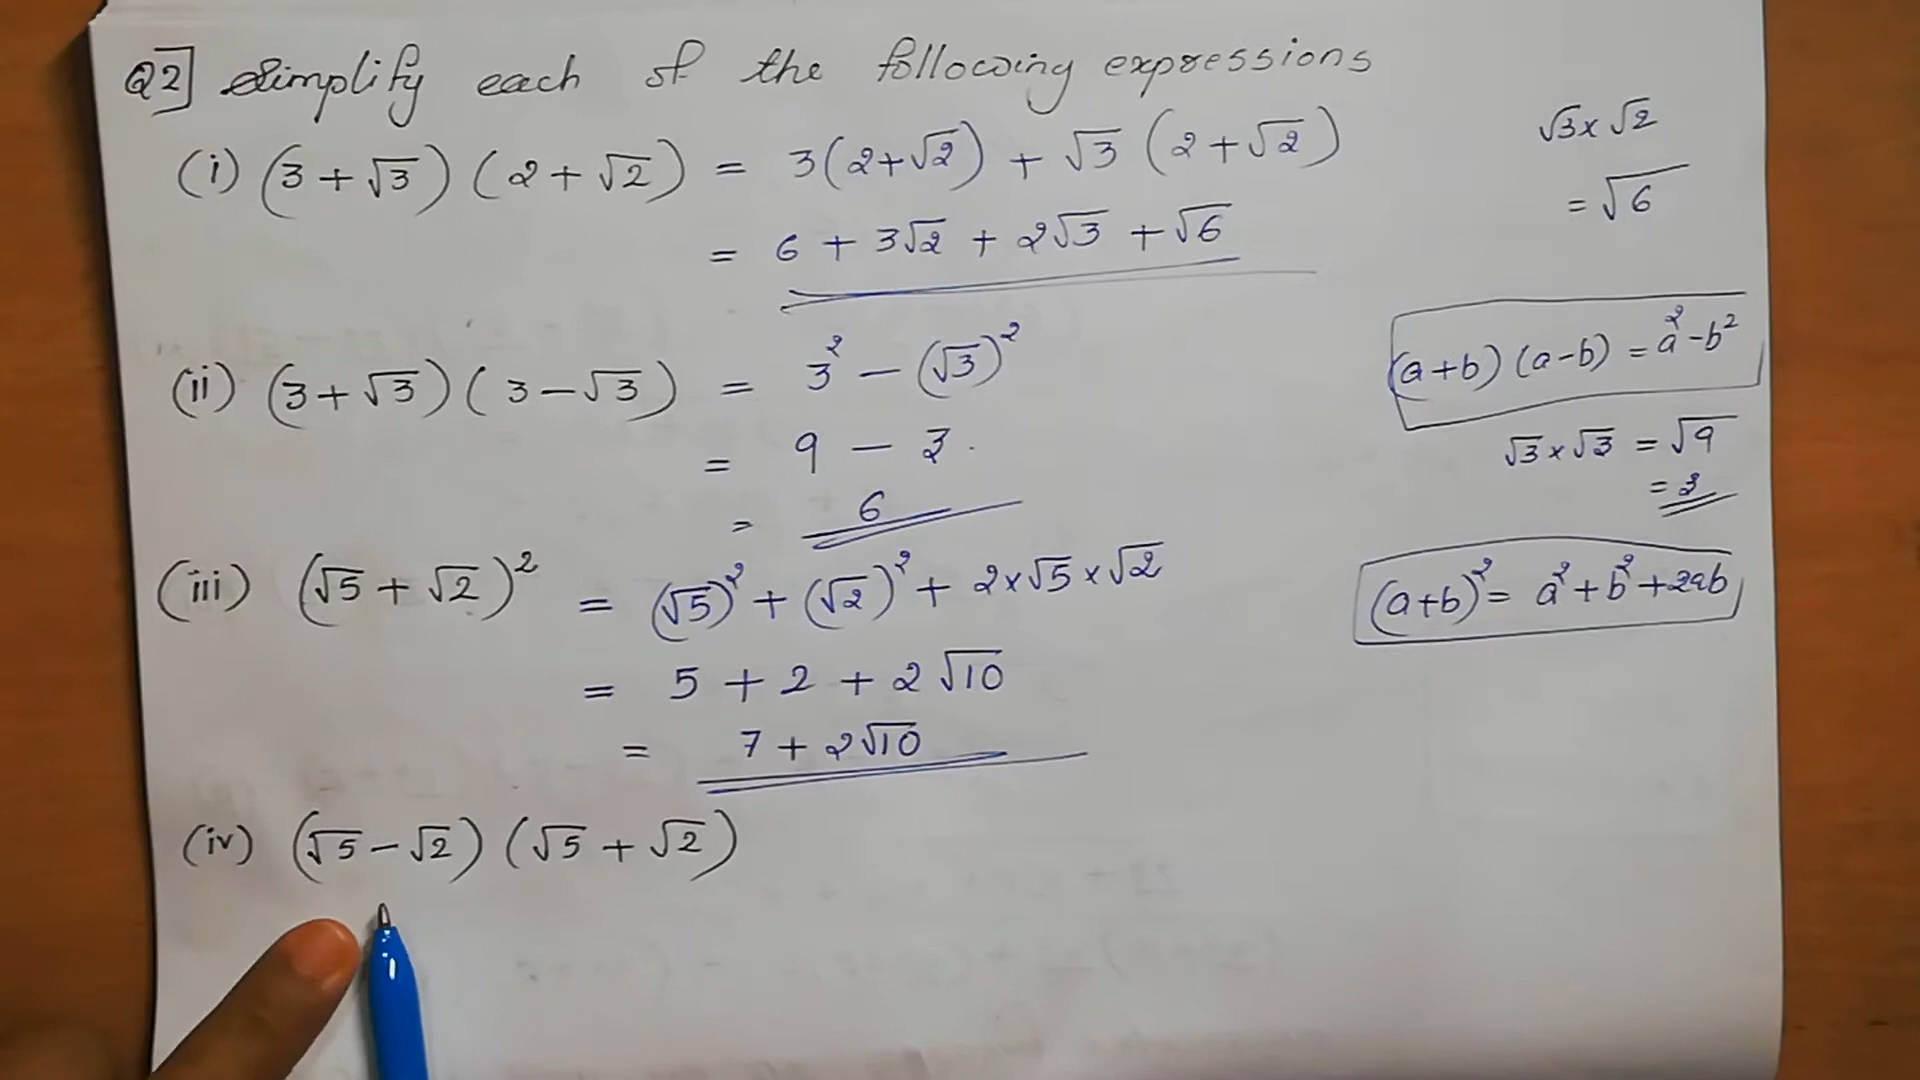 Q2] Simplify each of the following expressions
(i) (3 + √3) (2 + √2) = 3(2+√2) + √3 (2+√2)
= 6 + 3√2 + 2√3 + √6
√3 × √2
= √6
(ii) (3 + √3) (3 − √3) = 3² − (√3)²
= 9 − 3
= 6
(a+b) (a−b) = a² − b²
√3 × √3 = √9
= 3
(iii) (√5 + √2)² = (√5)² + (√2)² + 2×√5×√2
= 5 + 2 + 2√10
= 7 + 2√10
(a+b)² = a² + b² + 2ab
(iv) (√5 − √2) (√5 + √2)